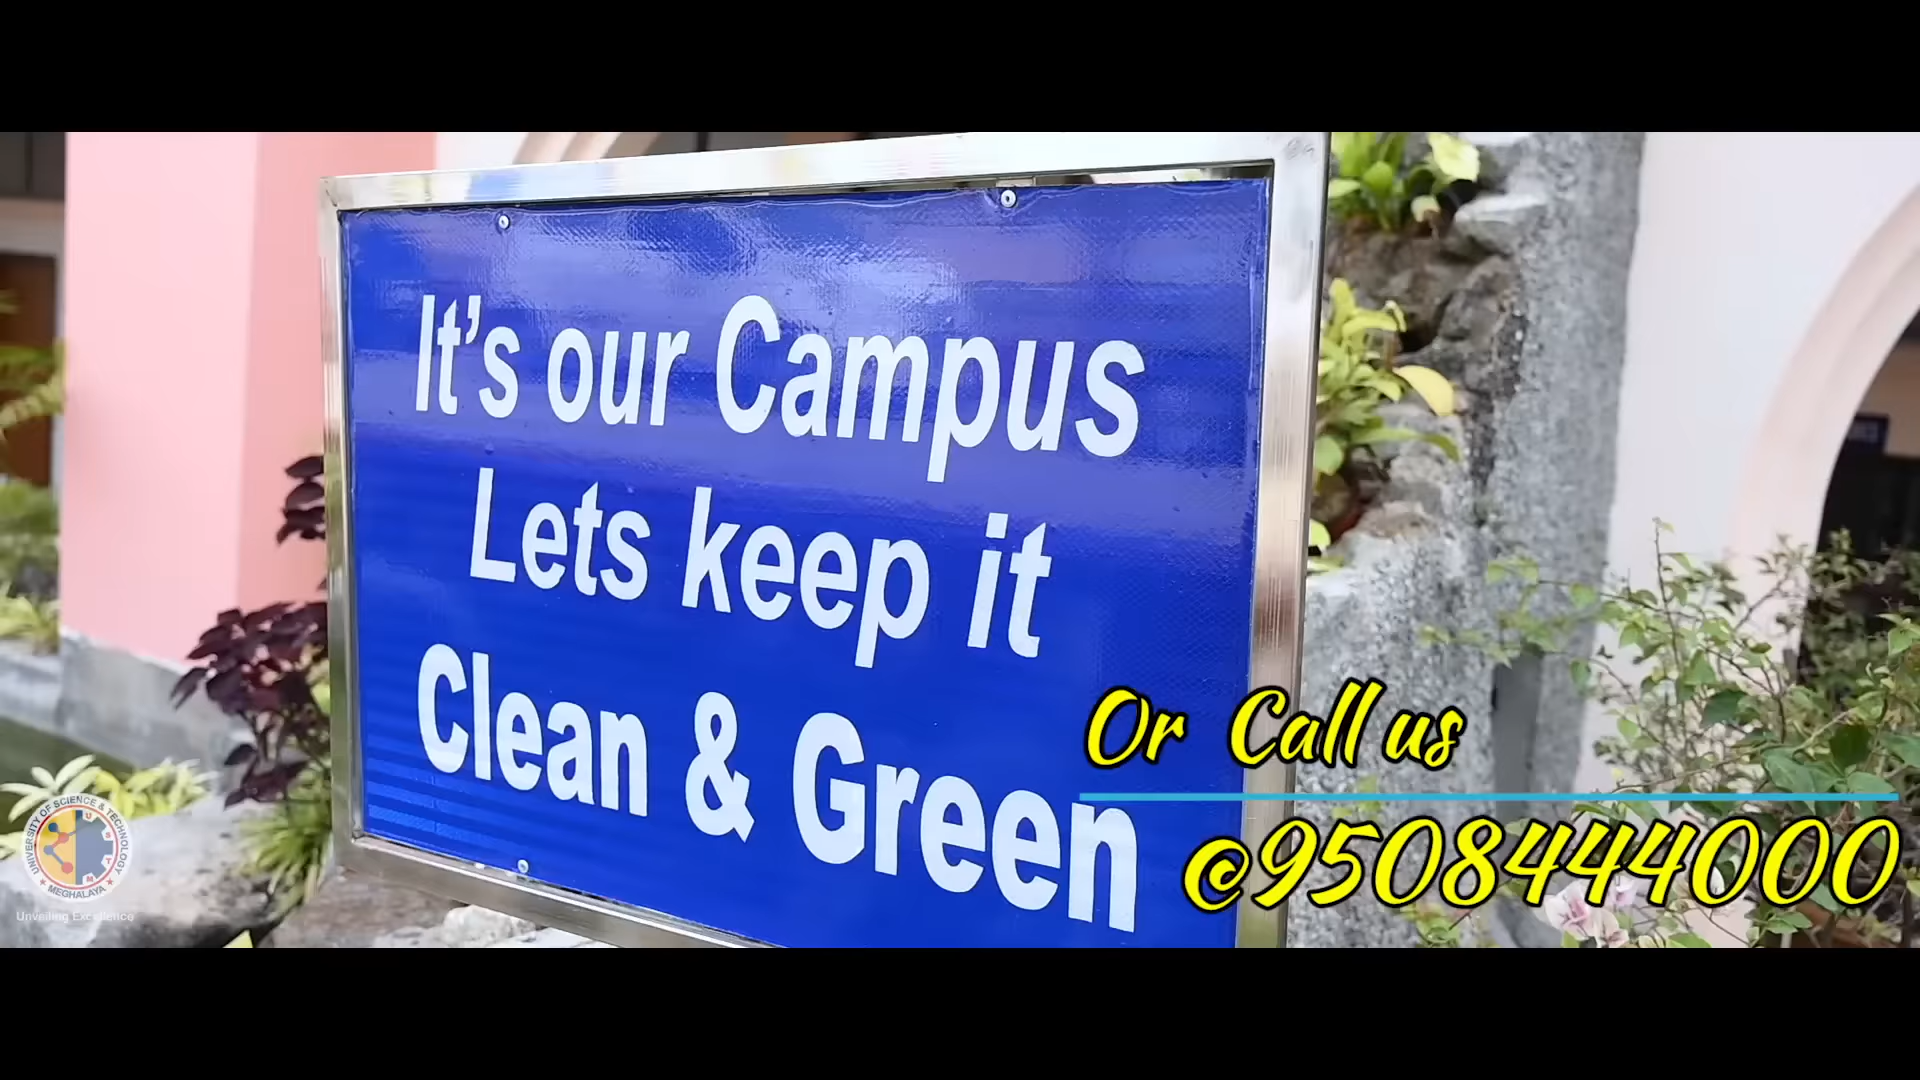 It's our Campus
Lets keep it
Clean & Green
Or Call us
@9508444000
UNIVERSITY OF SCIENCE & TECHNOLOGY
MEGHALAYA
Unveiling Excellence